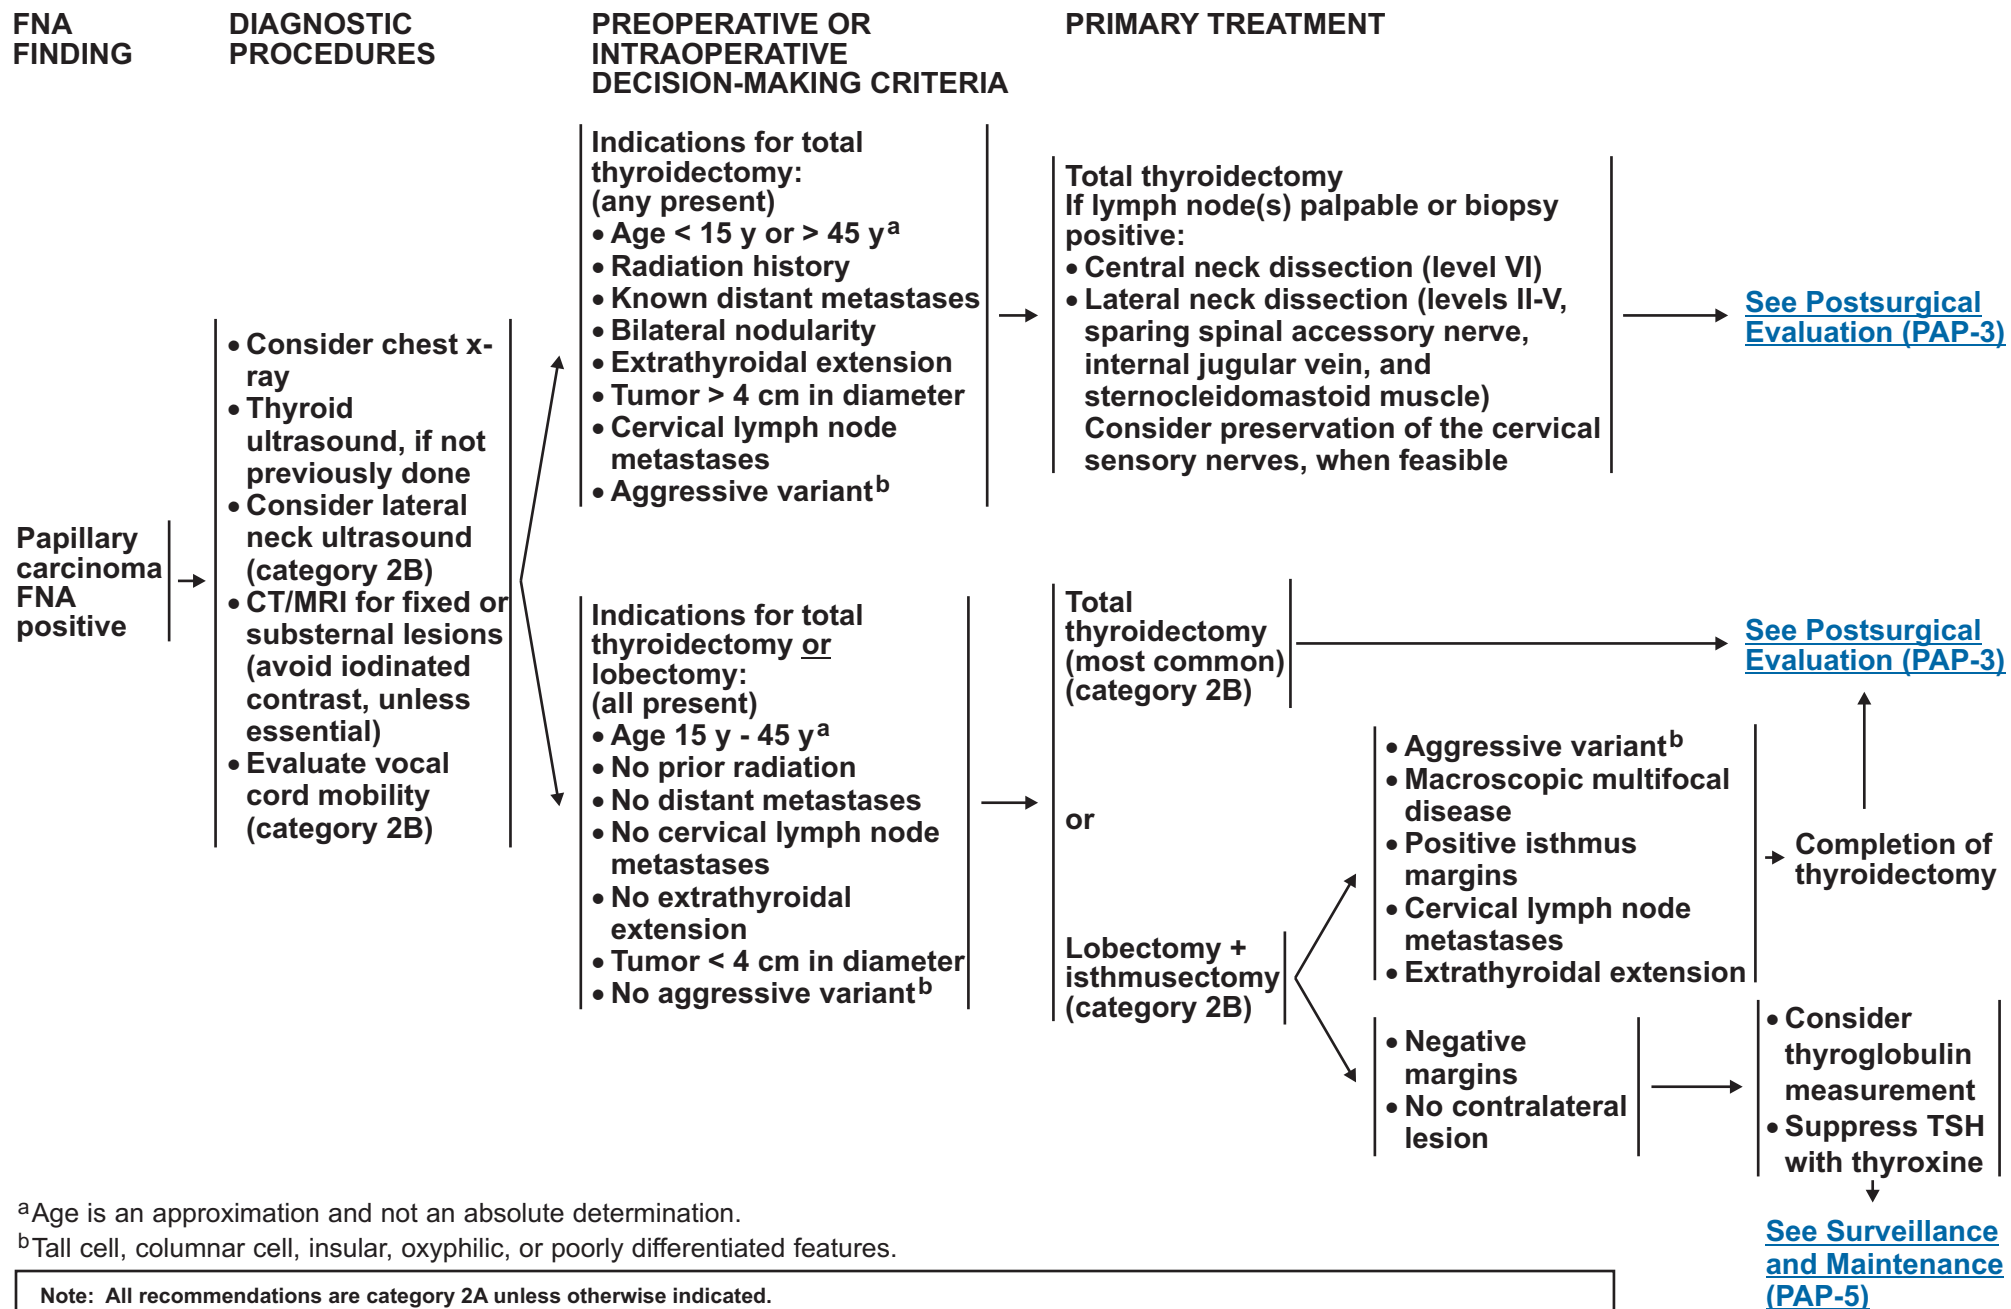 FNA
FINDING
DIAGNOSTIC
PROCEDURES
PREOPERATIVE OR
INTRAOPERATIVE
DECISION-MAKING CRITERIA
PRIMARY TREATMENT
Papillary
carcinoma
FNA
positive
• Consider chest x-
ray
• Thyroid
ultrasound, if not
previously done
• Consider lateral
neck ultrasound
(category 2B)
• CT/MRI for fixed or
substernal lesions
(avoid iodinated
contrast, unless
essential)
• Evaluate vocal
cord mobility
(category 2B)
Indications for total
thyroidectomy:
(any present)
• Age < 15 y or > 45 y a
• Radiation history
• Known distant metastases
• Bilateral nodularity
• Extrathyroidal extension
• Tumor > 4 cm in diameter
• Cervical lymph node
metastases
• Aggressive variant b
Total thyroidectomy
If lymph node(s) palpable or biopsy
positive:
• Central neck dissection (level VI)
• Lateral neck dissection (levels II-V,
sparing spinal accessory nerve,
internal jugular vein, and
sternocleidomastoid muscle)
Consider preservation of the cervical
sensory nerves, when feasible
See Postsurgical
Evaluation (PAP-3)
Indications for total
thyroidectomy or
lobectomy:
(all present)
• Age 15 y - 45 y a
• No prior radiation
• No distant metastases
• No cervical lymph node
metastases
• No extrathyroidal
extension
• Tumor < 4 cm in diameter
• No aggressive variant b
Total
thyroidectomy
(most common)
(category 2B)
See Postsurgical
Evaluation (PAP-3)
or
Lobectomy +
isthmusectomy
(category 2B)
• Aggressive variant b
• Macroscopic multifocal
disease
• Positive isthmus
margins
• Cervical lymph node
metastases
• Extrathyroidal extension
Completion of
thyroidectomy
• Negative
margins
• No contralateral
lesion
• Consider
thyroglobulin
measurement
• Suppress TSH
with thyroxine
See Surveillance
and Maintenance
(PAP-5)
a Age is an approximation and not an absolute determination.
b Tall cell, columnar cell, insular, oxyphilic, or poorly differentiated features.
Note: All recommendations are category 2A unless otherwise indicated.